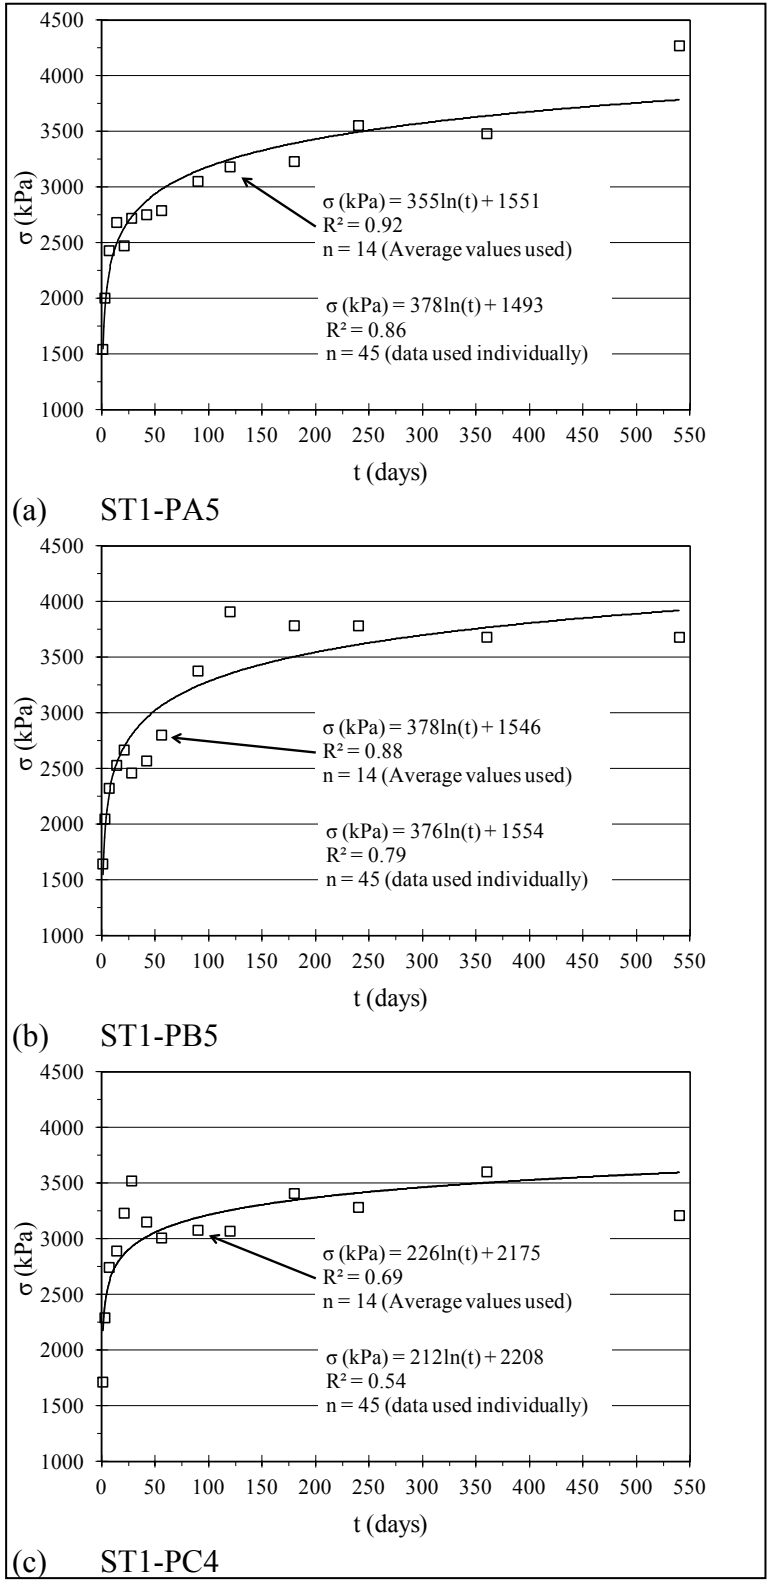 4500
4000
3500
3000
2500
2000
1500
1000
σ (kPa)
σ (kPa) = 355ln(t) + 1551
R² = 0.92
n = 14 (Average values used)
σ (kPa) = 378ln(t) + 1493
R² = 0.86
n = 45 (data used individually)
0 50 100 150 200 250 300 350 400 450 500 550
t (days)
(a) ST1-PA5
4500
4000
3500
3000
2500
2000
1500
1000
σ (kPa)
σ (kPa) = 378ln(t) + 1546
R² = 0.88
n = 14 (Average values used)
σ (kPa) = 376ln(t) + 1554
R² = 0.79
n = 45 (data used individually)
0 50 100 150 200 250 300 350 400 450 500 550
t (days)
(b) ST1-PB5
4500
4000
3500
3000
2500
2000
1500
1000
σ (kPa)
σ (kPa) = 226ln(t) + 2175
R² = 0.69
n = 14 (Average values used)
σ (kPa) = 212ln(t) + 2208
R² = 0.54
n = 45 (data used individually)
0 50 100 150 200 250 300 350 400 450 500 550
t (days)
(c) ST1-PC4